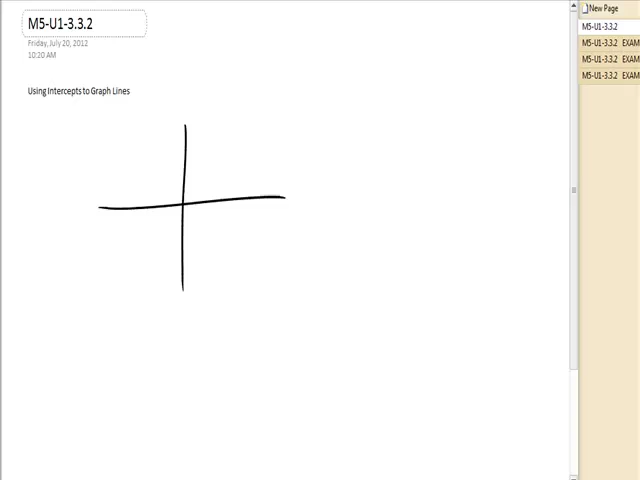 M5-U1-3.3.2
Friday, July 20, 2012
10:20 AM
Using Intercepts to Graph Lines
New Page
M5-U1-3.3.2
M5-U1-3.3.2 EXAM
M5-U1-3.3.2 EXAM
M5-U1-3.3.2 EXAM